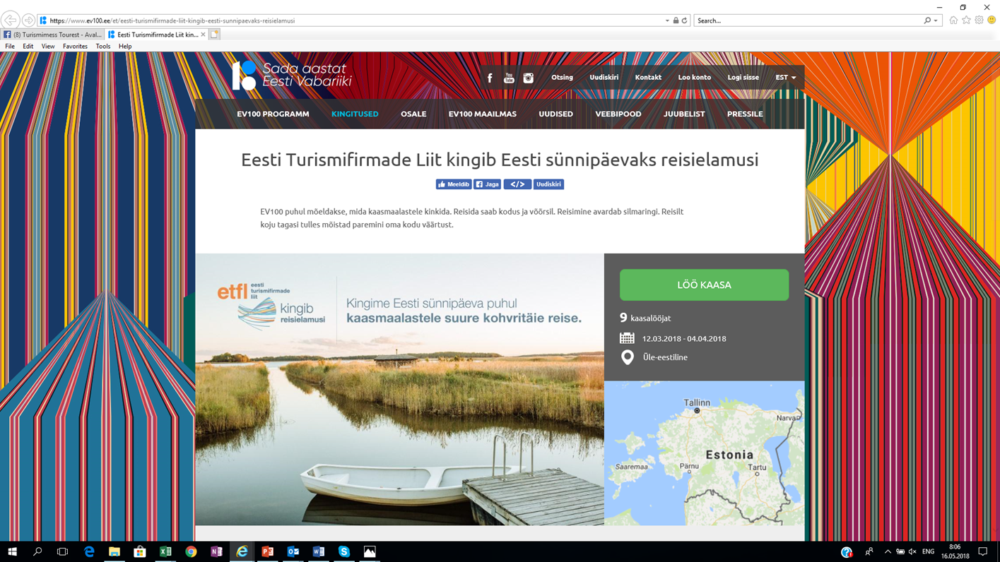 https://www.ev100.ee/et/eesti-turismifirmade-liit-kingib-eesti-sunnipaevaks-reisielamusi
Search...
(8) Turismimess Tourest - Aval...
Eesti Turismifirmade Liit kin...
File Edit View Favorites Tools Help
Sada aastat
Eesti Vabariiki
f You Tube Otsing Uudiskiri Kontakt Loo konto Logi sisse EST
EV100 PROGRAMM KINGITUSED OSALE EV100 MAAILMAS UUDISED VEEBIPOOD JUUBELIST PRESSILE
Eesti Turismifirmade Liit kingib Eesti sünnipäevaks reisielamusi
Meeldib Jaga </> Uudiskiri
EV100 puhul mõeldakse, mida kaasmaalastele kinkida. Reisida saab kodus ja võõrsil. Reisimine avardab silmaringi. Reisilt
koju tagasi tulles mõistad paremini oma kodu väärtust.
etfl eesti
turismifirmade
liit
kingib
reisielamusi
Kingime Eesti sünnipäeva puhul
kaasmaalastele suure kohvritäie reise.
LÖÖ KAASA
9 kaasalööjat
12.03.2018 - 04.04.2018
Üle-eestiline
Tallinn
Narva
Estonia
Saaremaa
Pärnu
Tartu
ENG
8:06
16.05.2018